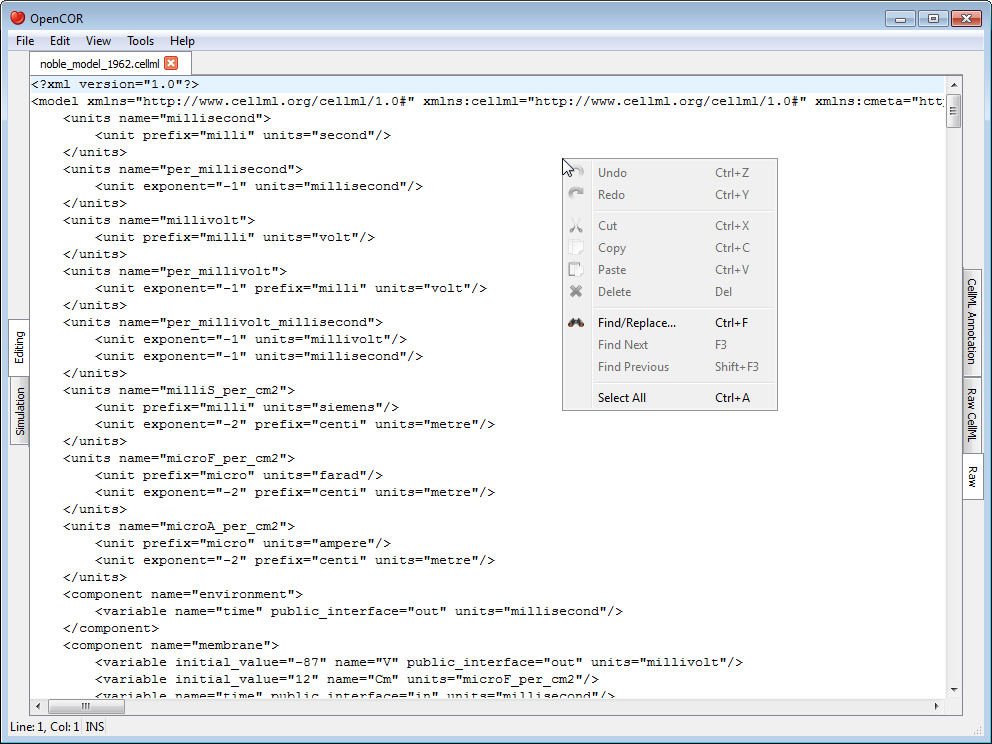 OpenCOR
File Edit View Tools Help
noble_model_1962.cellml
<?xml version="1.0"?>
<model xmlns="http://www.cellml.org/cellml/1.0#" xmlns:cellml="http://www.cellml.org/cellml/1.0#" xmlns:cmeta="htt
<units name="millisecond">
<unit prefix="milli" units="second"/>
</units>
<units name="per_millisecond">
<unit exponent="-1" units="millisecond"/>
</units>
<units name="millivolt">
<unit prefix="milli" units="volt"/>
</units>
<units name="per_millivolt">
<unit exponent="-1" prefix="milli" units="volt"/>
</units>
<units name="per_millivolt_millisecond">
<unit exponent="-1" units="millivolt"/>
<unit exponent="-1" units="millisecond"/>
</units>
<units name="milliS_per_cm2">
<unit prefix="milli" units="siemens"/>
<unit exponent="-2" prefix="centi" units="metre"/>
</units>
<units name="microF_per_cm2">
<unit prefix="micro" units="farad"/>
<unit exponent="-2" prefix="centi" units="metre"/>
</units>
<units name="microA_per_cm2">
<unit prefix="micro" units="ampere"/>
<unit exponent="-2" prefix="centi" units="metre"/>
</units>
<component name="environment">
<variable name="time" public_interface="out" units="millisecond"/>
</component>
<component name="membrane">
<variable initial_value="-87" name="V" public_interface="out" units="millivolt"/>
<variable initial_value="12" name="Cm" units="microF_per_cm2"/>
<variable name="time" public_interface="in" units="millisecond"/>
Undo Ctrl+Z
Redo Ctrl+Y
Cut Ctrl+X
Copy Ctrl+C
Paste Ctrl+V
Delete Del
Find/Replace... Ctrl+F
Find Next F3
Find Previous Shift+F3
Select All Ctrl+A
Editing
Simulation
CellML Annotation
Raw CellML
Raw
Line: 1, Col: 1 INS